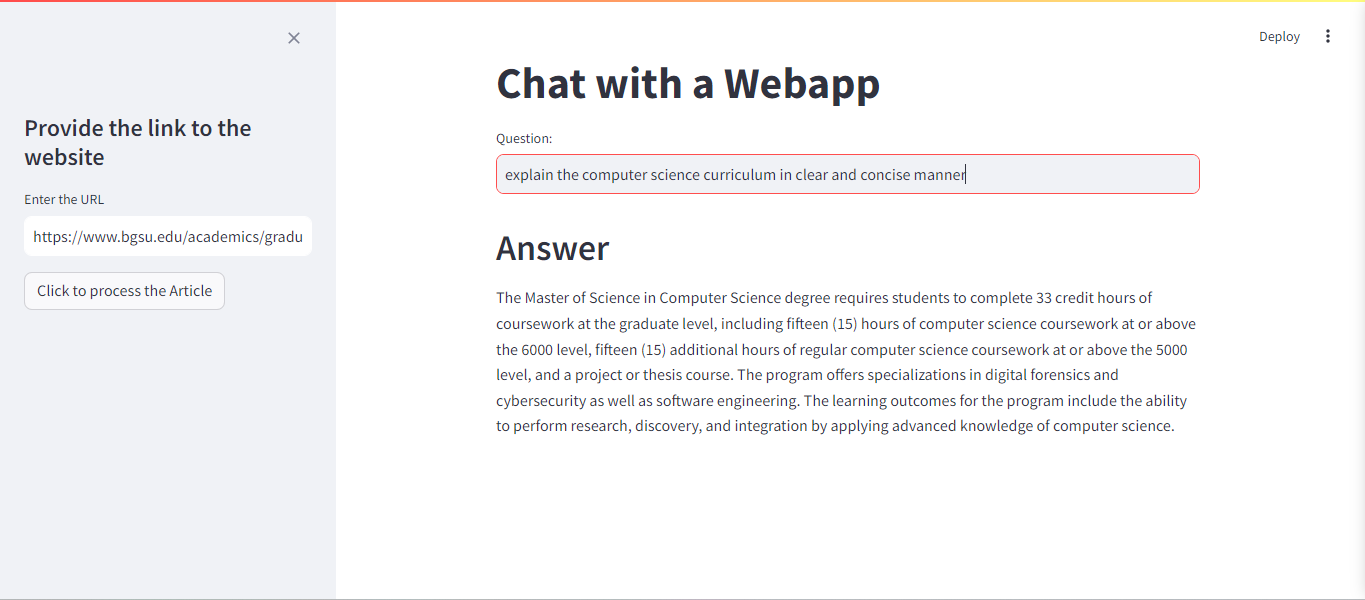 Provide the link to the
website
Enter the URL
https://www.bgsu.edu/academics/gradu
Click to process the Article
Deploy
Chat with a Webapp
Question:
explain the computer science curriculum in clear and concise manner
Answer
The Master of Science in Computer Science degree requires students to complete 33 credit hours of
coursework at the graduate level, including fifteen (15) hours of computer science coursework at or above
the 6000 level, fifteen (15) additional hours of regular computer science coursework at or above the 5000
level, and a project or thesis course. The program offers specializations in digital forensics and
cybersecurity as well as software engineering. The learning outcomes for the program include the ability
to perform research, discovery, and integration by applying advanced knowledge of computer science.